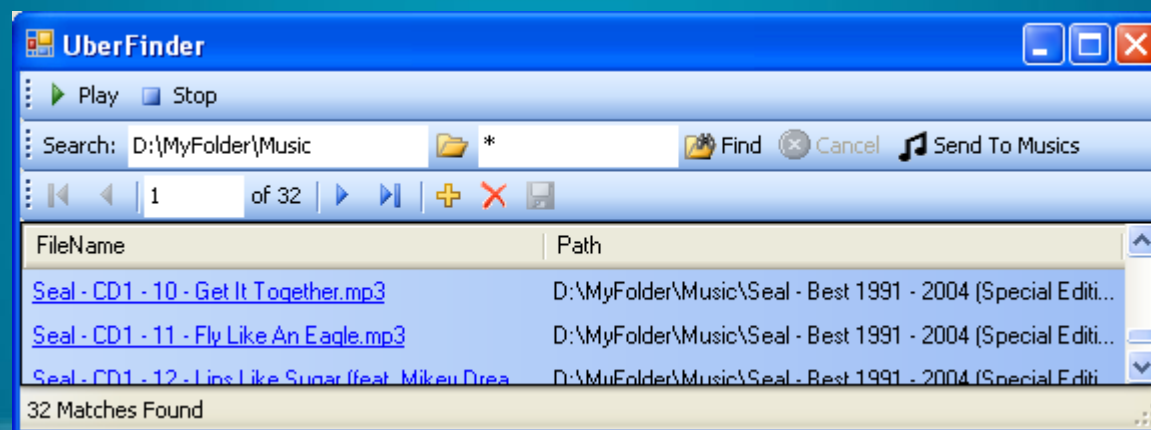 UberFinder
Play Stop
Search: D:\MyFolder\Music * Find Cancel Send To Musics
1 of 32
FileName Path
Seal - CD1 - 10 - Get It Together.mp3 D:\MyFolder\Music\Seal - Best 1991 - 2004 (Special Editi...
Seal - CD1 - 11 - Fly Like An Eagle.mp3 D:\MyFolder\Music\Seal - Best 1991 - 2004 (Special Editi...
Seal - CD1 - 12 - Lips Like Sugar (feat. Mikey Drea D:\MyFolder\Music\Seal - Best 1991 - 2004 (Special Editi
32 Matches Found